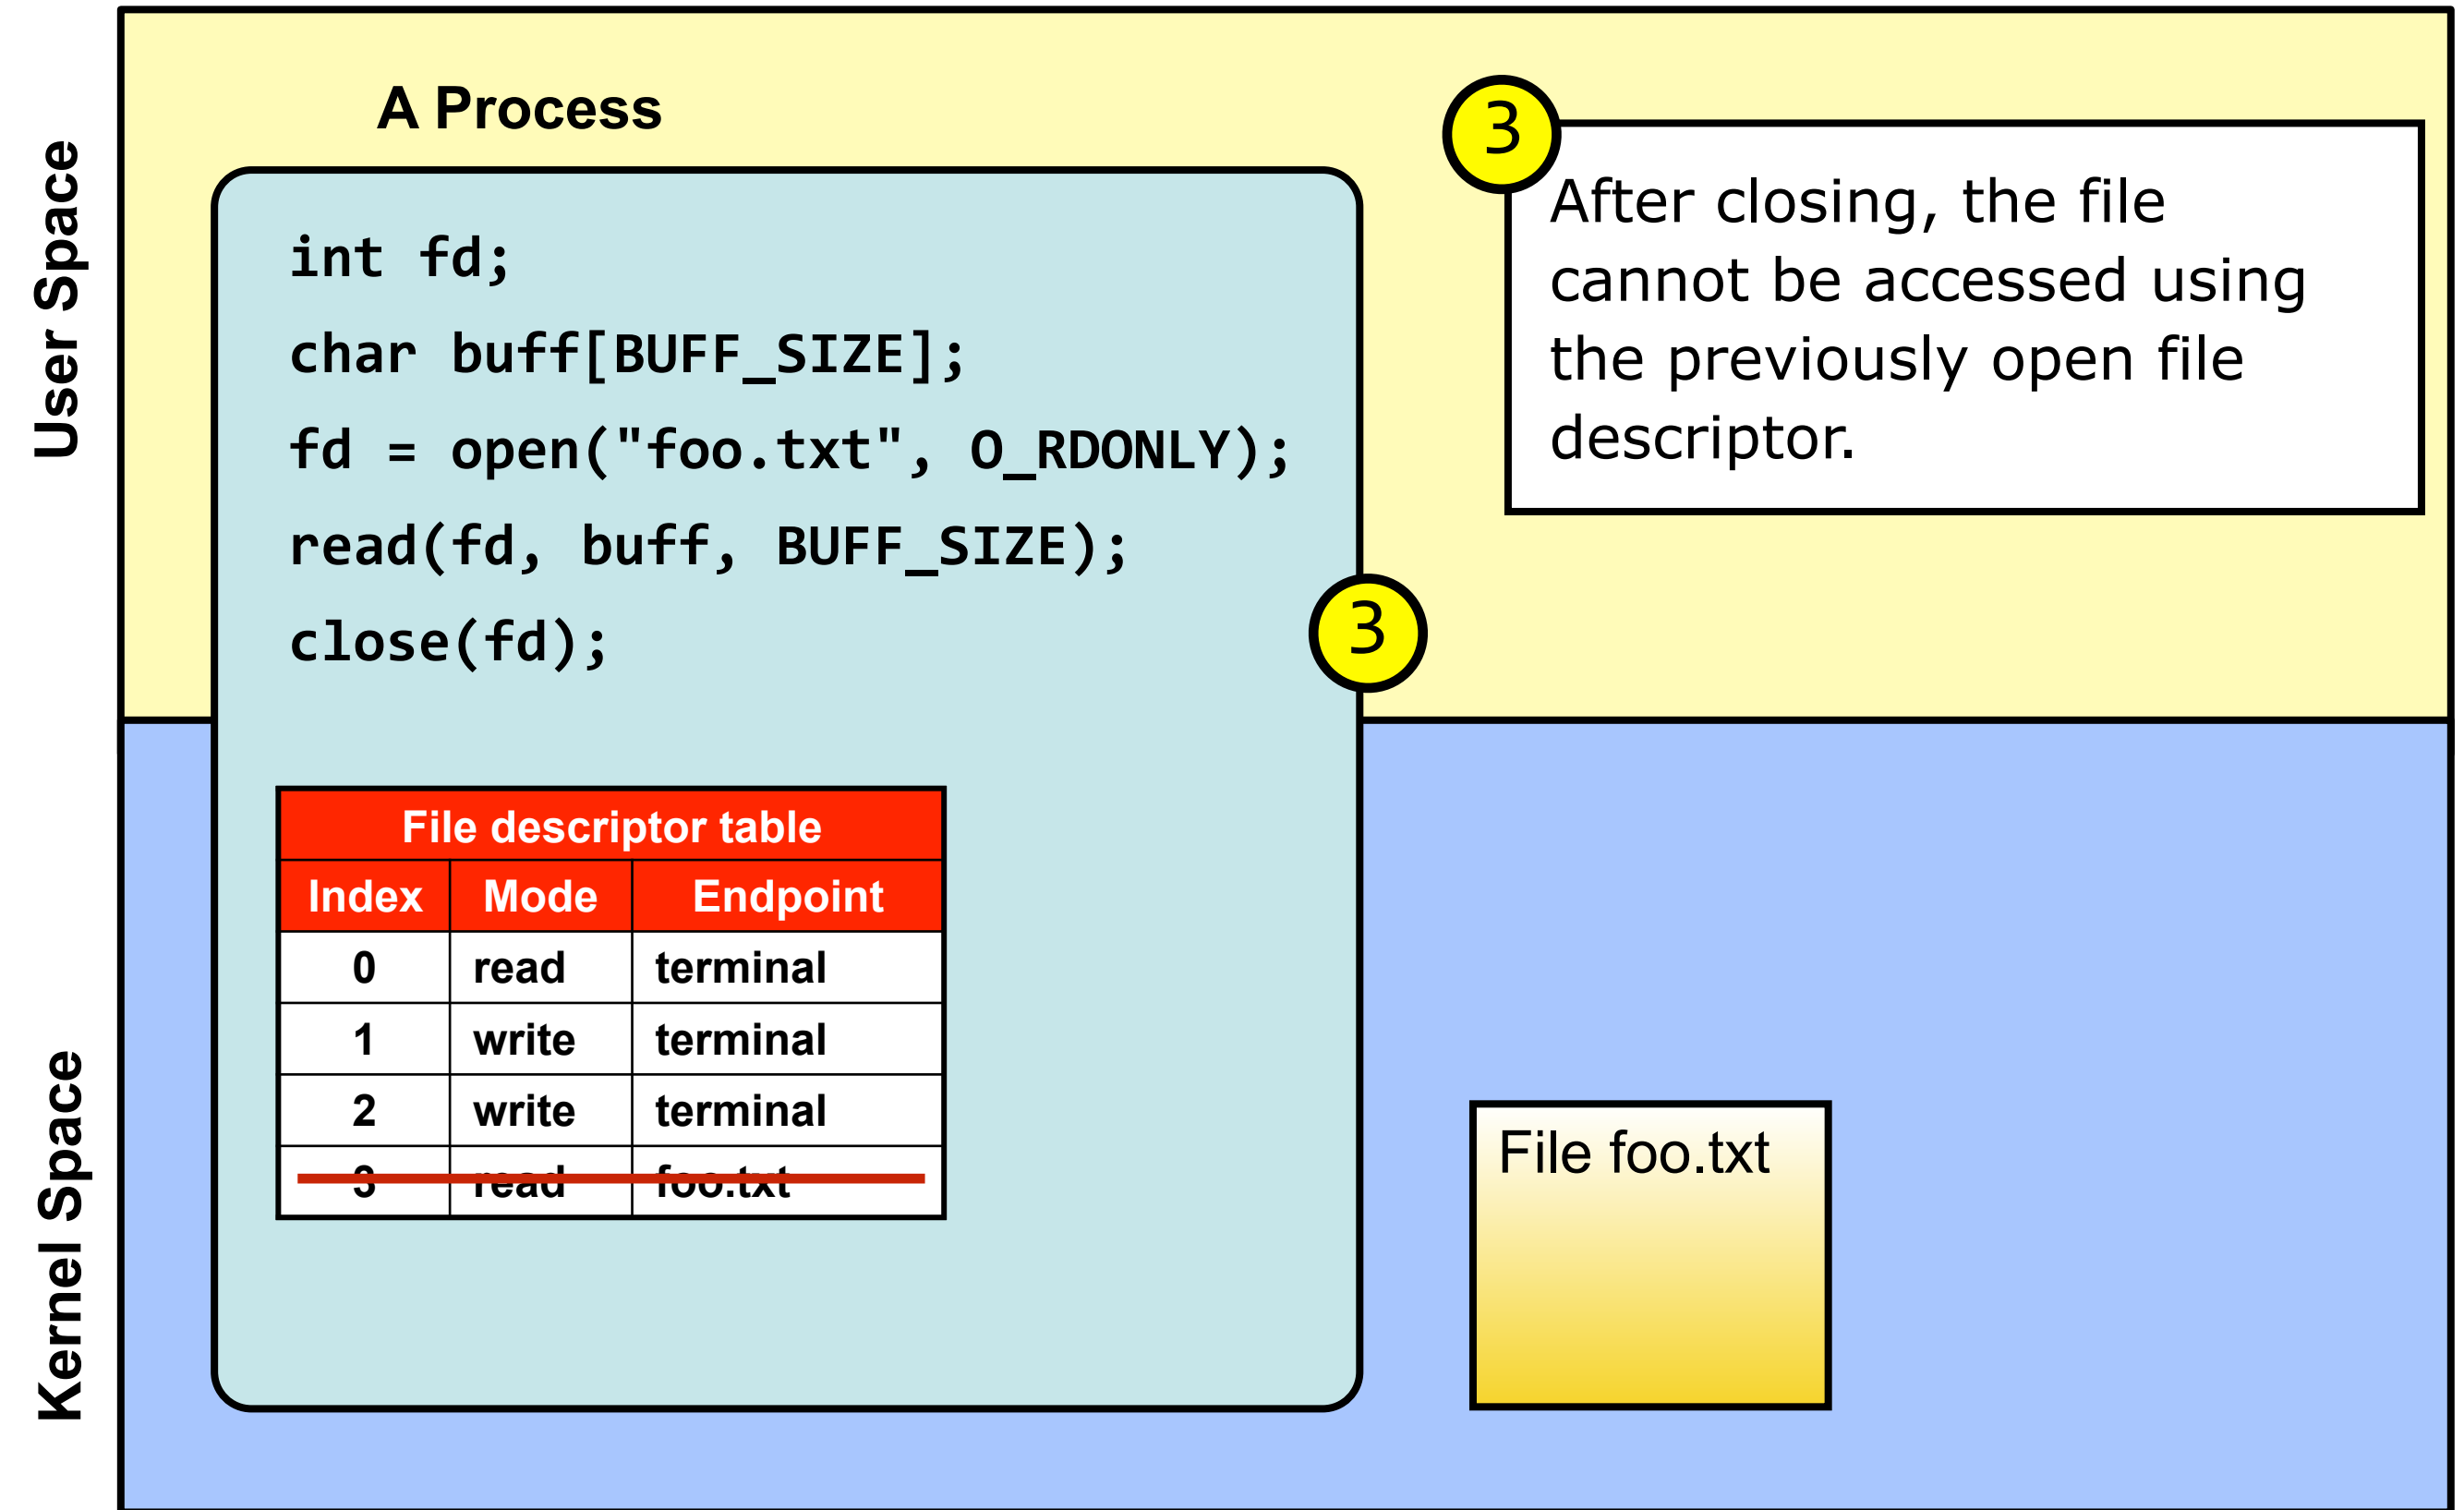 User Space
A Process
int fd;
char buff[BUFF_SIZE];
fd = open("foo.txt", O_RDONLY);
read(fd, buff, BUFF_SIZE);
close(fd);
3
3
After closing, the file
cannot be accessed using
the previously open file
descriptor.
Kernel Space
File descriptor table
Index Mode Endpoint
0 read terminal
1 write terminal
2 write terminal
3 read foo.txt
File foo.txt